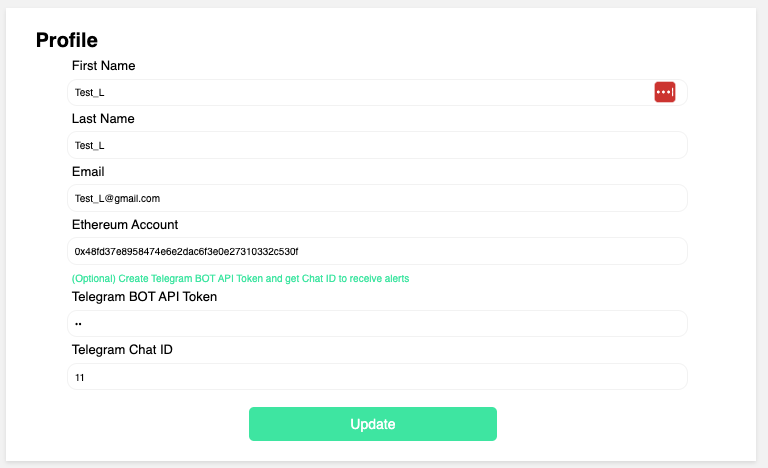 Profile
First Name
Test_L
Last Name
Test_L
Email
Test_L@gmail.com
Ethereum Account
0x48fd37e8958474e6e2dac6f3e0e27310332c530f
(Optional) Create Telegram BOT API Token and get Chat ID to receive alerts
Telegram BOT API Token
••
Telegram Chat ID
11
Update